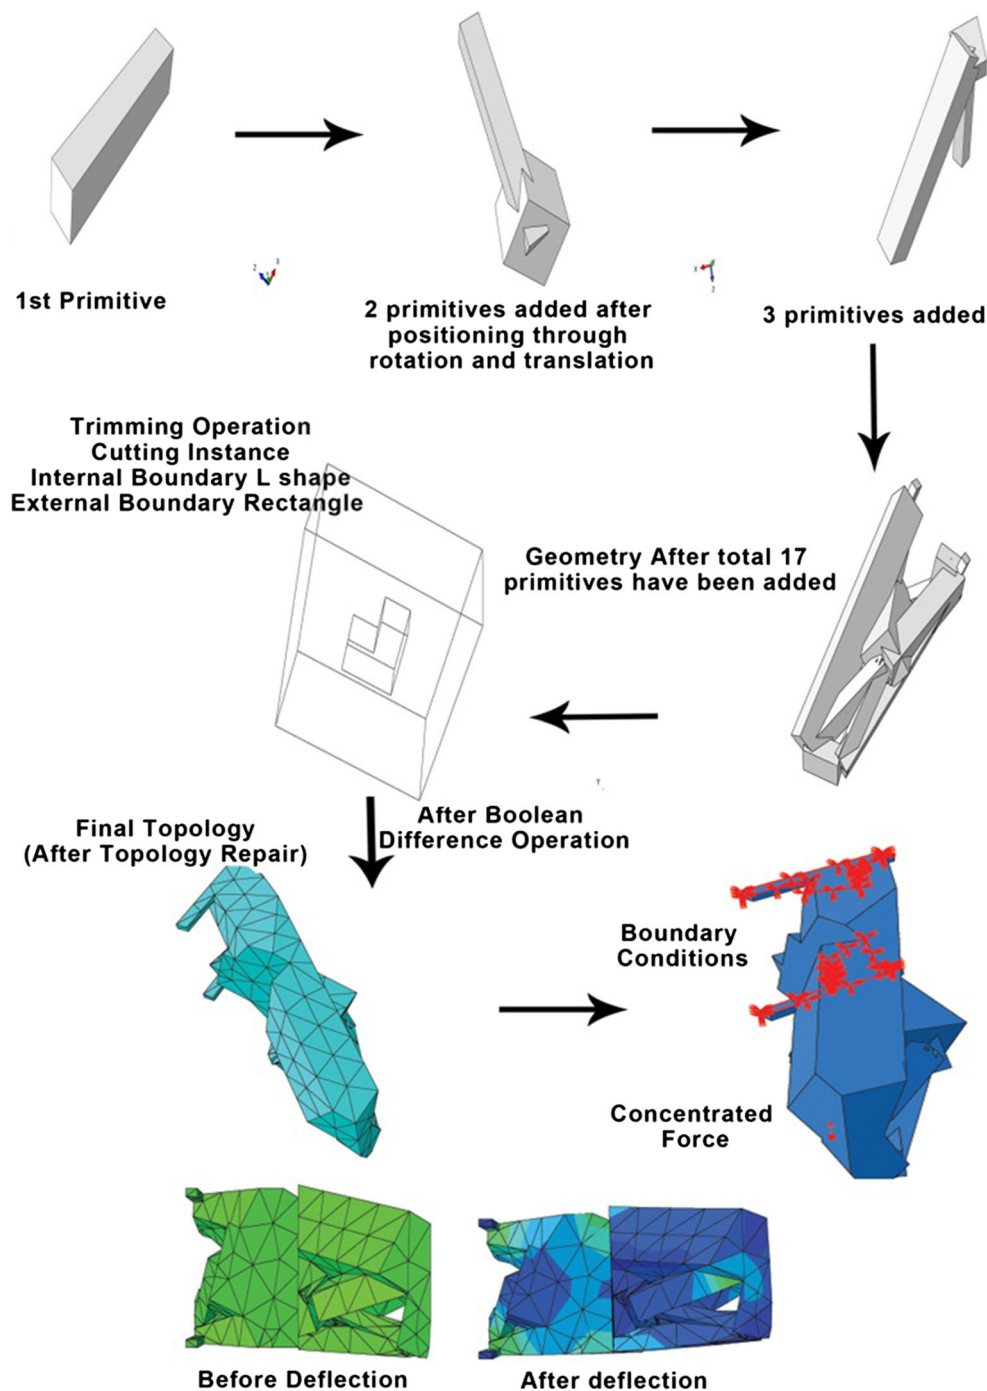 1st Primitive
2 primitives added after
positioning through
rotation and translation
3 primitives added
Trimming Operation
Cutting Instance
Internal Boundary L shape
External Boundary Rectangle
Geometry After total 17
primitives have been added
After Boolean
Difference Operation
Final Topology
(After Topology Repair)
Boundary
Conditions
Concentrated
Force
Before Deflection
After deflection